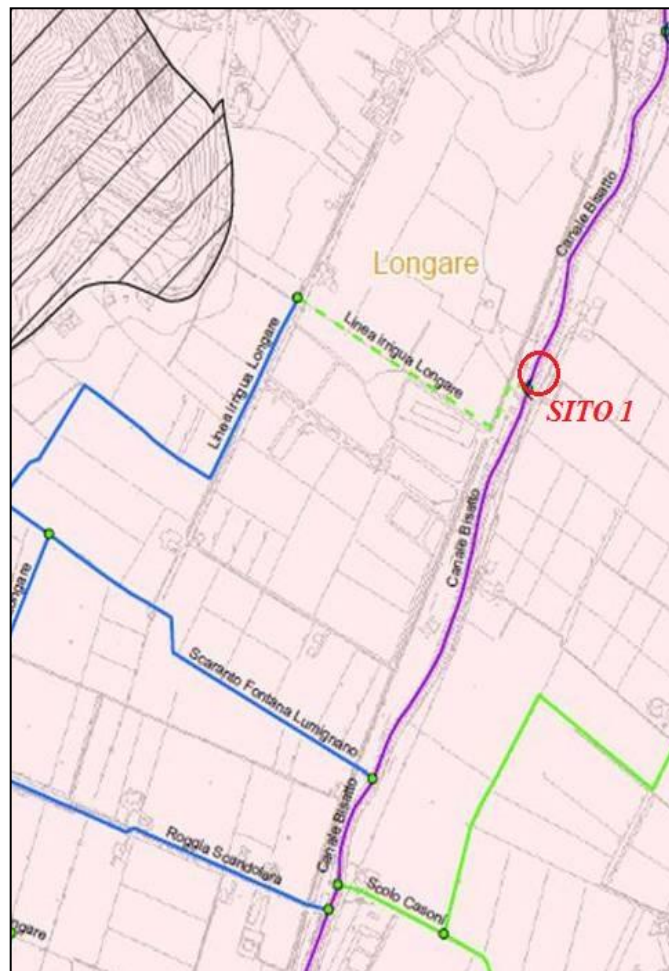 Canale Bisatto
Longare
Linea irrigua Longare
Linea irrigua Longare
SITO 1
Canale Bisatto
Scaranto Fontana Lumignano
Canale Bisatto
Roggia Scandolara
Scolo Casoni